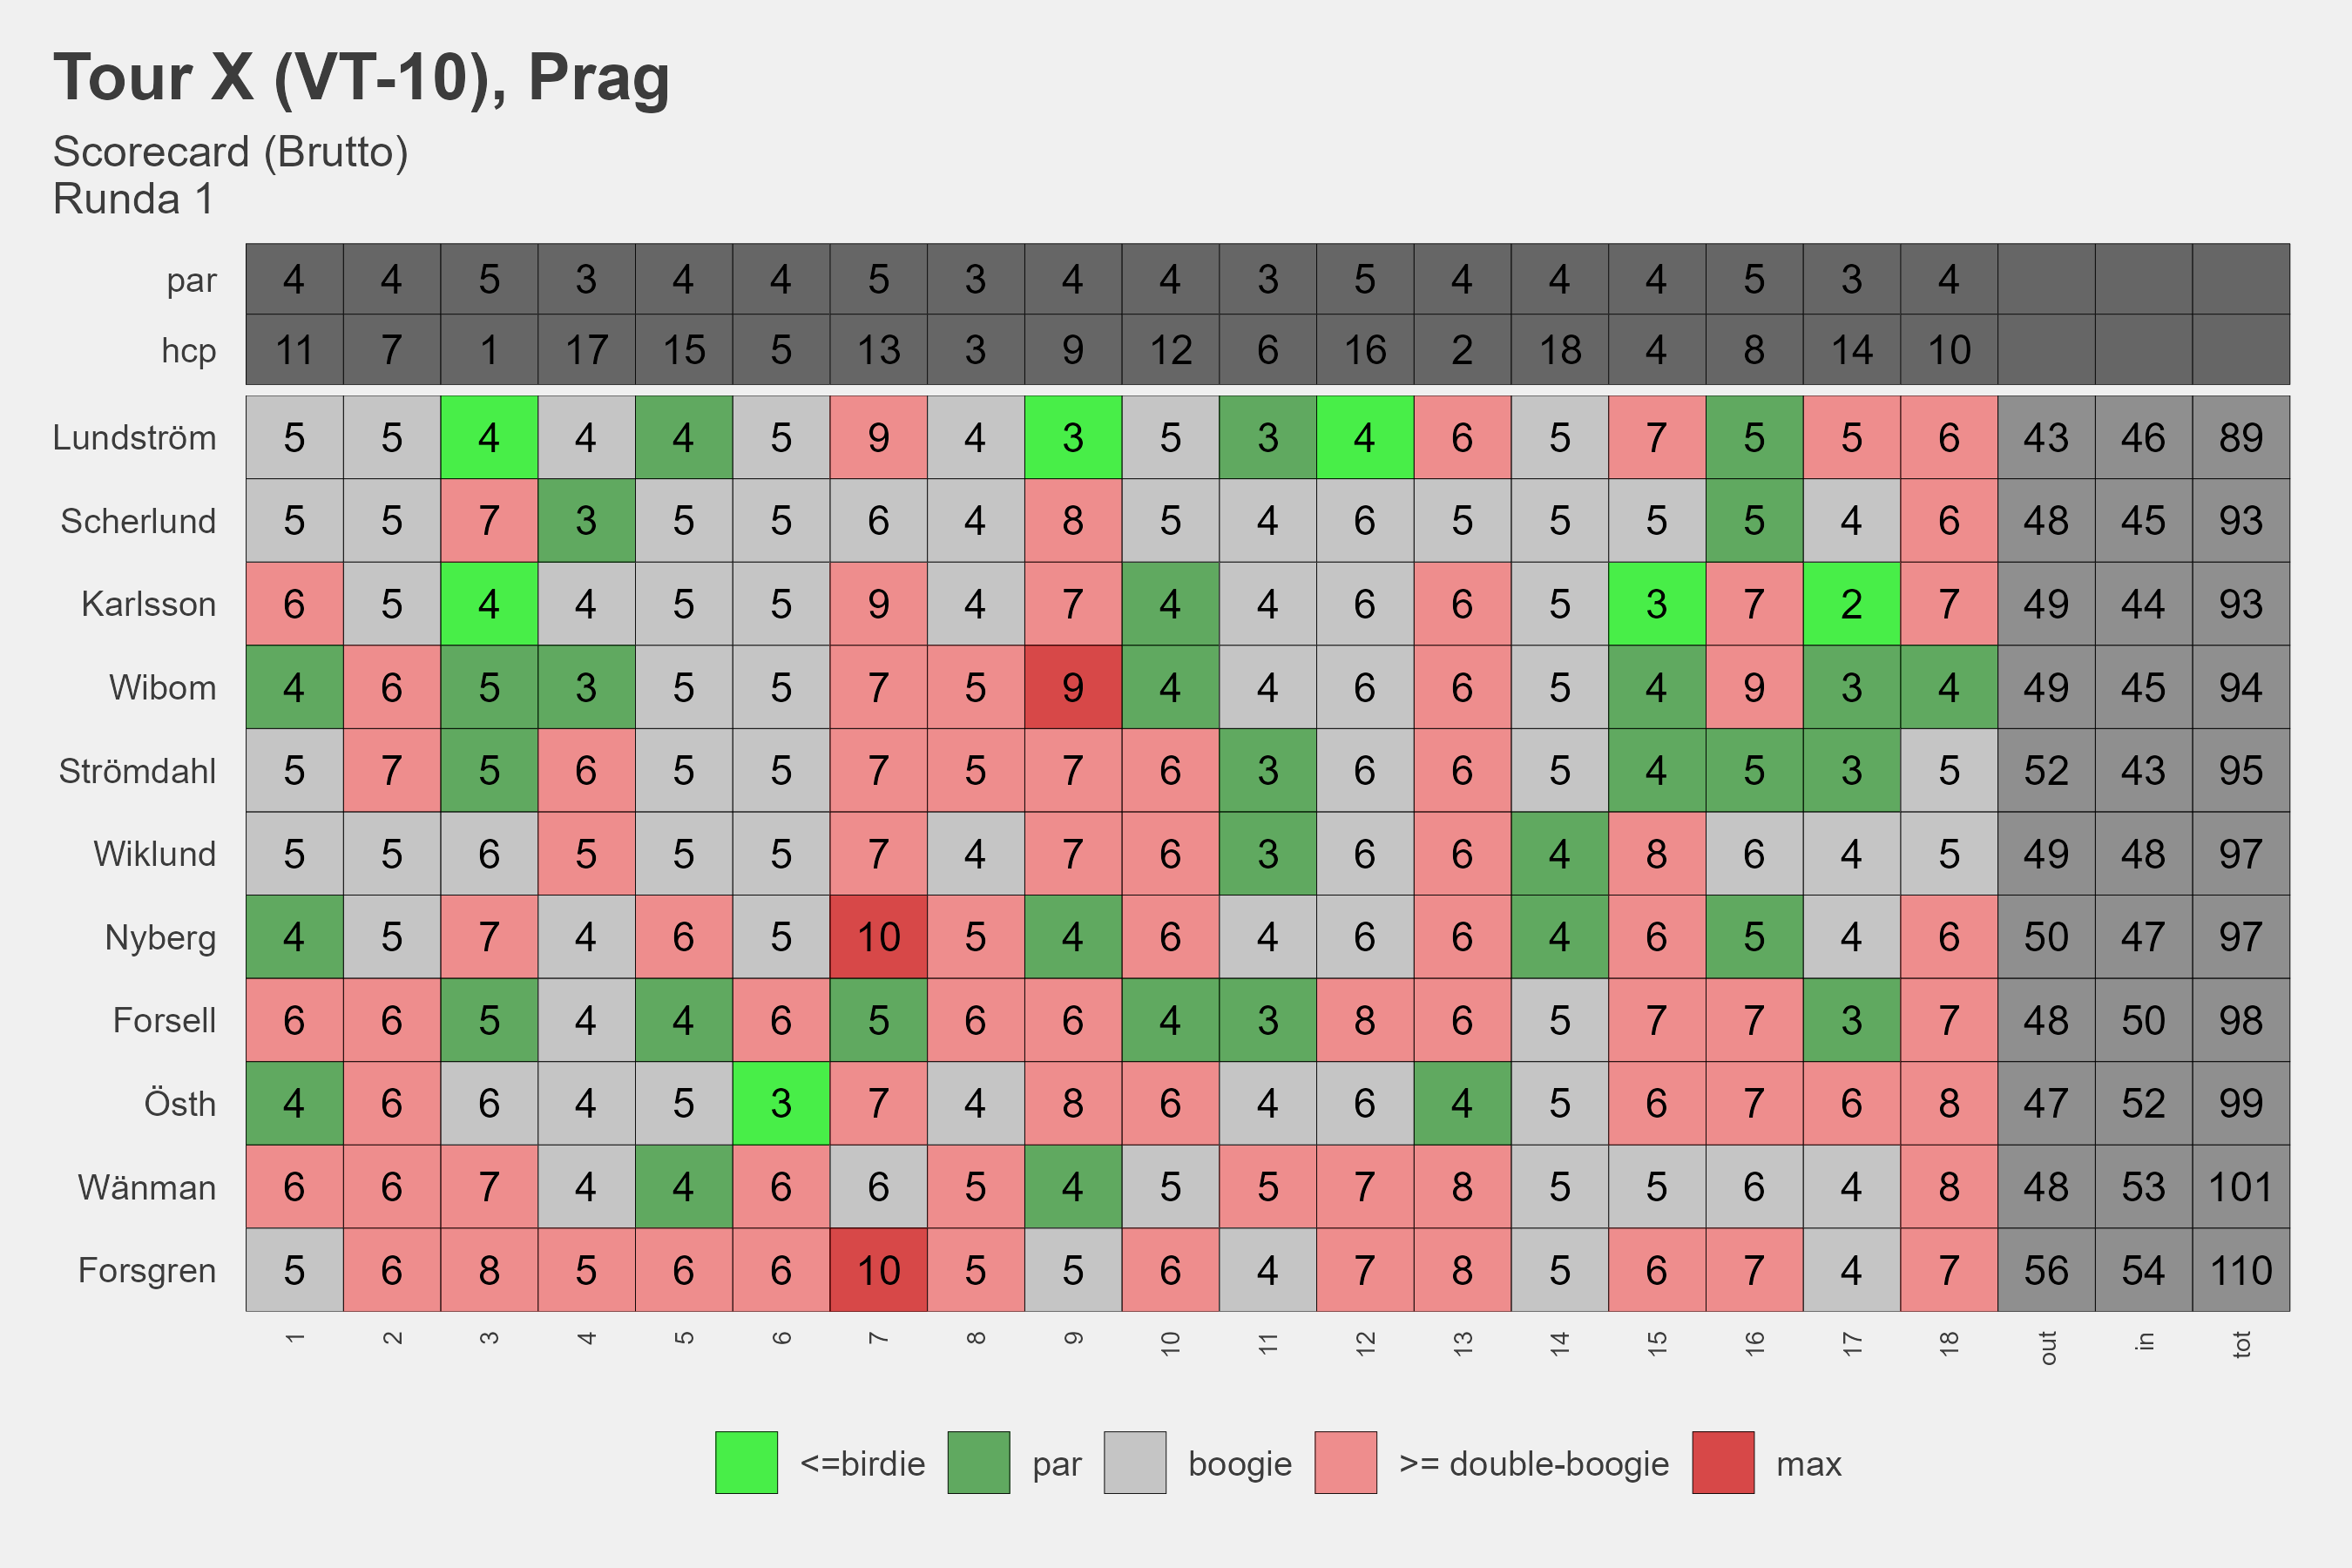 Tour X (VT-10), Prag
Scorecard (Brutto)
Runda 1
par 4 4 5 3 4 4 5 3 4 4 3 5 4 4 4 5 3 4
hcp 11 7 1 17 15 5 13 3 9 12 6 16 2 18 4 8 14 10
Lundström 5 5 4 4 4 5 9 4 3 5 3 4 6 5 7 5 5 6 43 46 89
Scherlund 5 5 7 3 5 5 6 4 8 5 4 6 5 5 5 5 4 6 48 45 93
Karlsson 6 5 4 4 5 5 9 4 7 4 4 6 6 5 3 7 2 7 49 44 93
Wibom 4 6 5 3 5 5 7 5 9 4 4 6 6 5 4 9 3 4 49 45 94
Strömdahl 5 7 5 6 5 5 7 5 7 6 3 6 6 5 4 5 3 5 52 43 95
Wiklund 5 5 6 5 5 5 7 4 7 6 3 6 6 4 8 6 4 5 49 48 97
Nyberg 4 5 7 4 6 5 10 5 4 6 4 6 6 4 6 5 4 6 50 47 97
Forsell 6 6 5 4 4 6 5 6 6 4 3 8 6 5 7 7 3 7 48 50 98
Östh 4 6 6 4 5 3 7 4 8 6 4 6 4 5 6 7 6 8 47 52 99
Wänman 6 6 7 4 4 6 6 5 4 5 5 7 8 5 5 6 4 8 48 53 101
Forsgren 5 6 8 5 6 6 10 5 5 6 4 7 8 5 6 7 4 7 56 54 110
1 2 3 4 5 6 7 8 9 10 11 12 13 14 15 16 17 18 out in tot
<=birdie par boogie >= double-boogie max